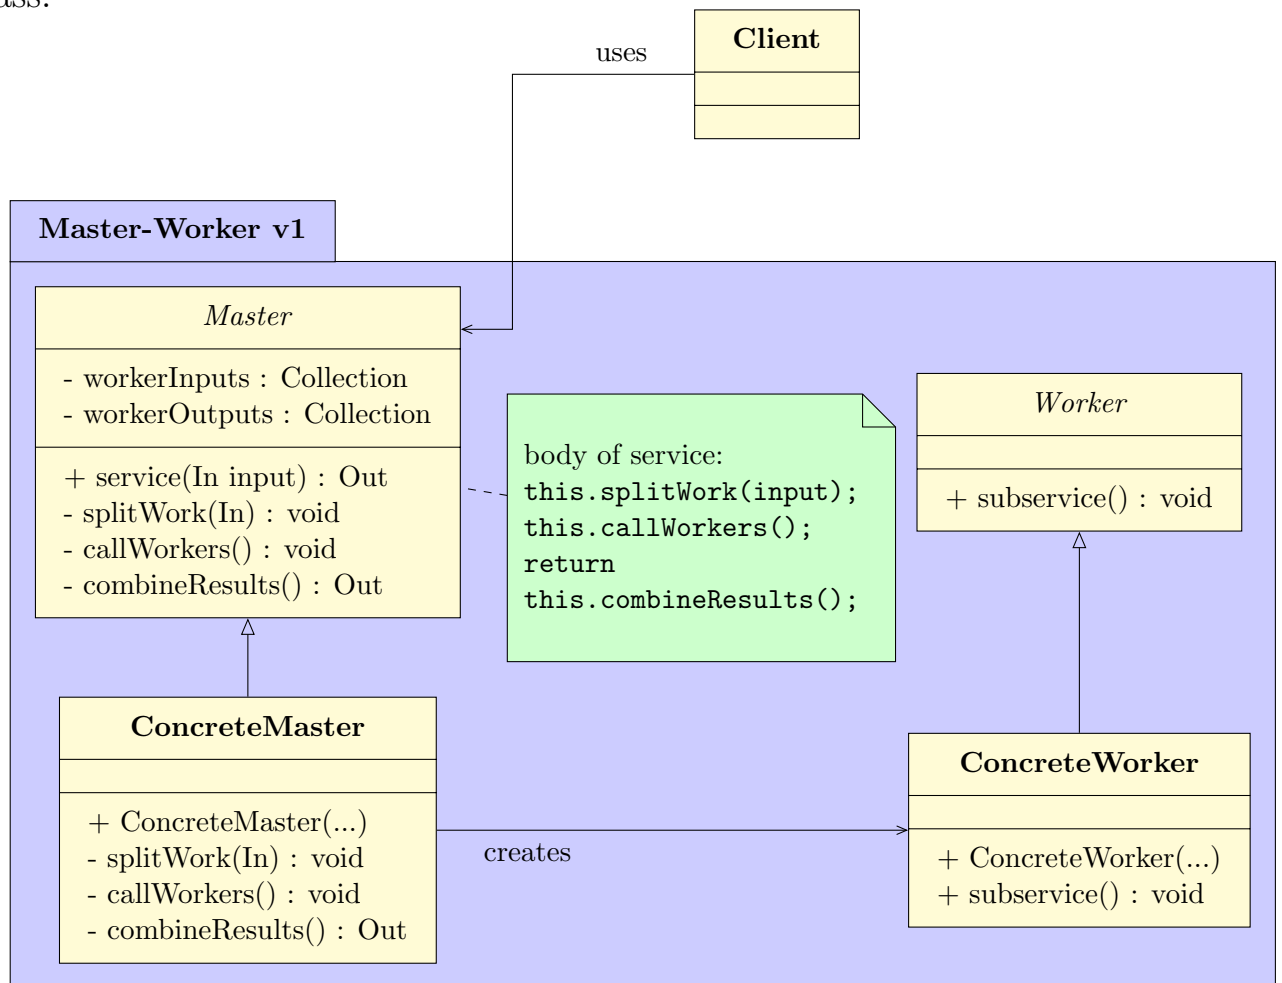 uses
Client
Master-Worker v1
Master
- workerInputs : Collection
- workerOutputs : Collection
+ service(In input) : Out
- splitWork(In) : void
- callWorkers() : void
- combineResults() : Out
body of service:
this.splitWork(input);
this.callWorkers();
return
this.combineResults();
Worker
+ subservice() : void
ConcreteMaster
+ ConcreteMaster(...)
- splitWork(In) : void
- callWorkers() : void
- combineResults() : Out
creates
ConcreteWorker
+ ConcreteWorker(...)
+ subservice() : void